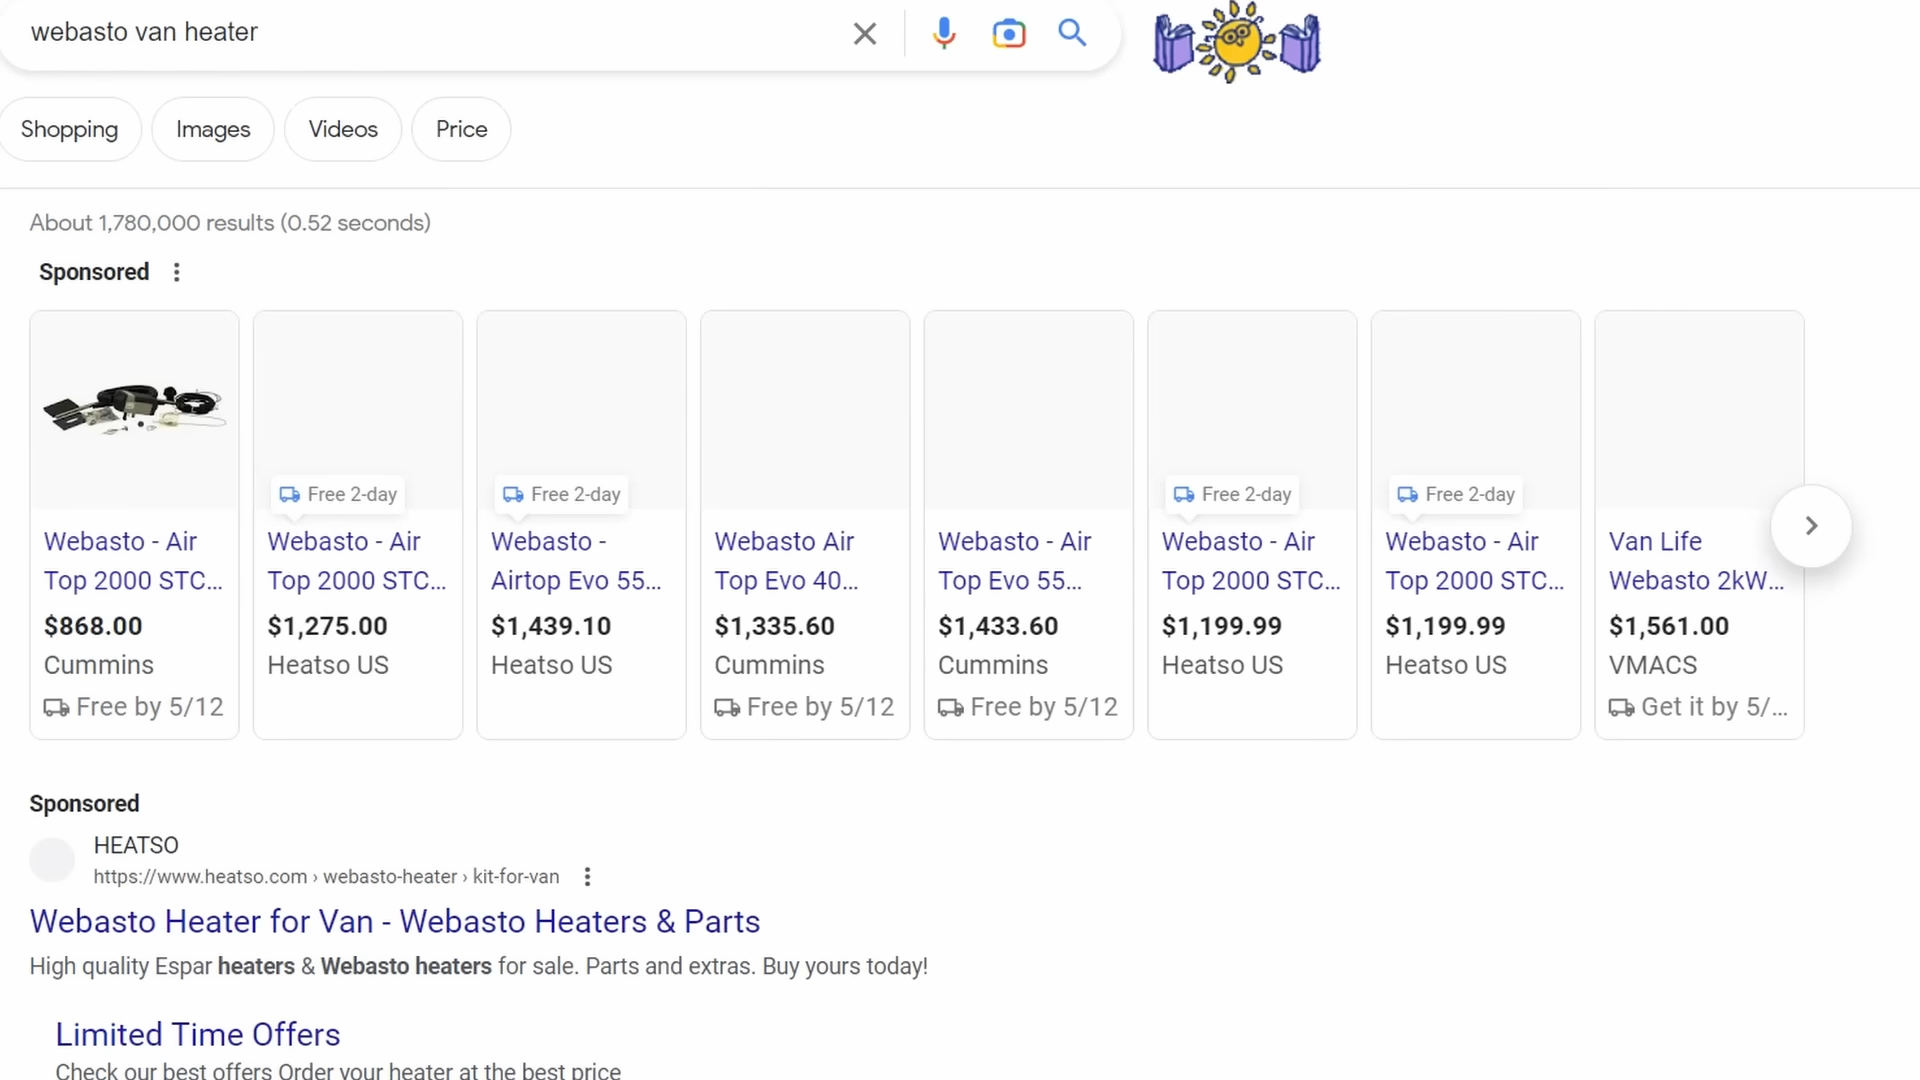 webasto van heater
Shopping Images Videos Price
About 1,780,000 results (0.52 seconds)
Sponsored
Webasto - Air
Top 2000 STC...
$868.00
Cummins
Free by 5/12
Free 2-day
Webasto - Air
Top 2000 STC...
$1,275.00
Heatso US
Free 2-day
Webasto -
Airtop Evo 55...
$1,439.10
Heatso US
Webasto Air
Top Evo 40...
$1,335.60
Cummins
Free by 5/12
Webasto - Air
Top Evo 55...
$1,433.60
Cummins
Free by 5/12
Free 2-day
Webasto - Air
Top 2000 STC...
$1,199.99
Heatso US
Free 2-day
Webasto - Air
Top 2000 STC...
$1,199.99
Heatso US
Van Life
Webasto 2kW...
$1,561.00
VMACS
Get it by 5/...
Sponsored
HEATSO
https://www.heatso.com › webasto-heater › kit-for-van
Webasto Heater for Van - Webasto Heaters & Parts
High quality Espar heaters & Webasto heaters for sale. Parts and extras. Buy yours today!
Limited Time Offers
Check our best offers Order your heater at the best price